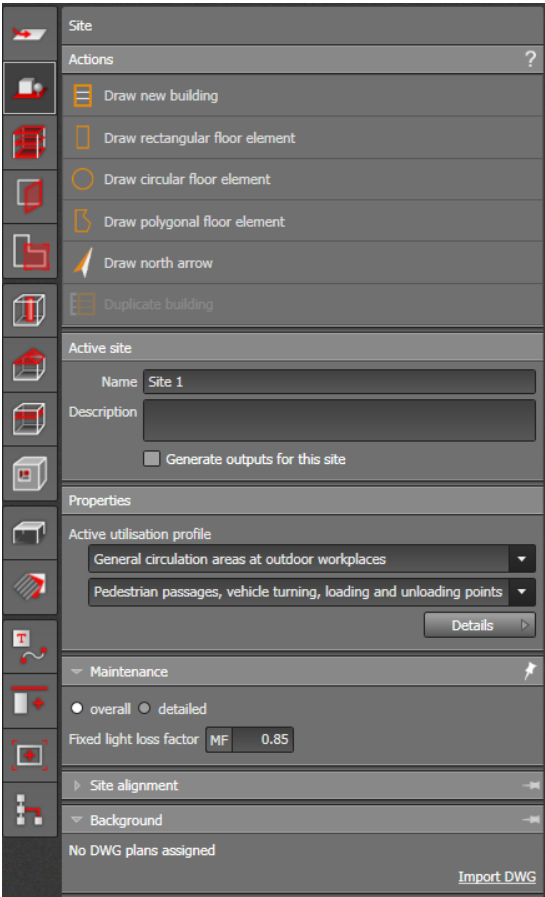 Site
Actions ?
Draw new building
Draw rectangular floor element
Draw circular floor element
Draw polygonal floor element
Draw north arrow
Duplicate building
Active site
Name Site 1
Description
Generate outputs for this site
Properties
Active utilisation profile
General circulation areas at outdoor workplaces
Pedestrian passages, vehicle turning, loading and unloading points
Details
Maintenance
overall detailed
Fixed light loss factor MF 0.85
Site alignment
T
Background
No DWG plans assigned
Import DWG